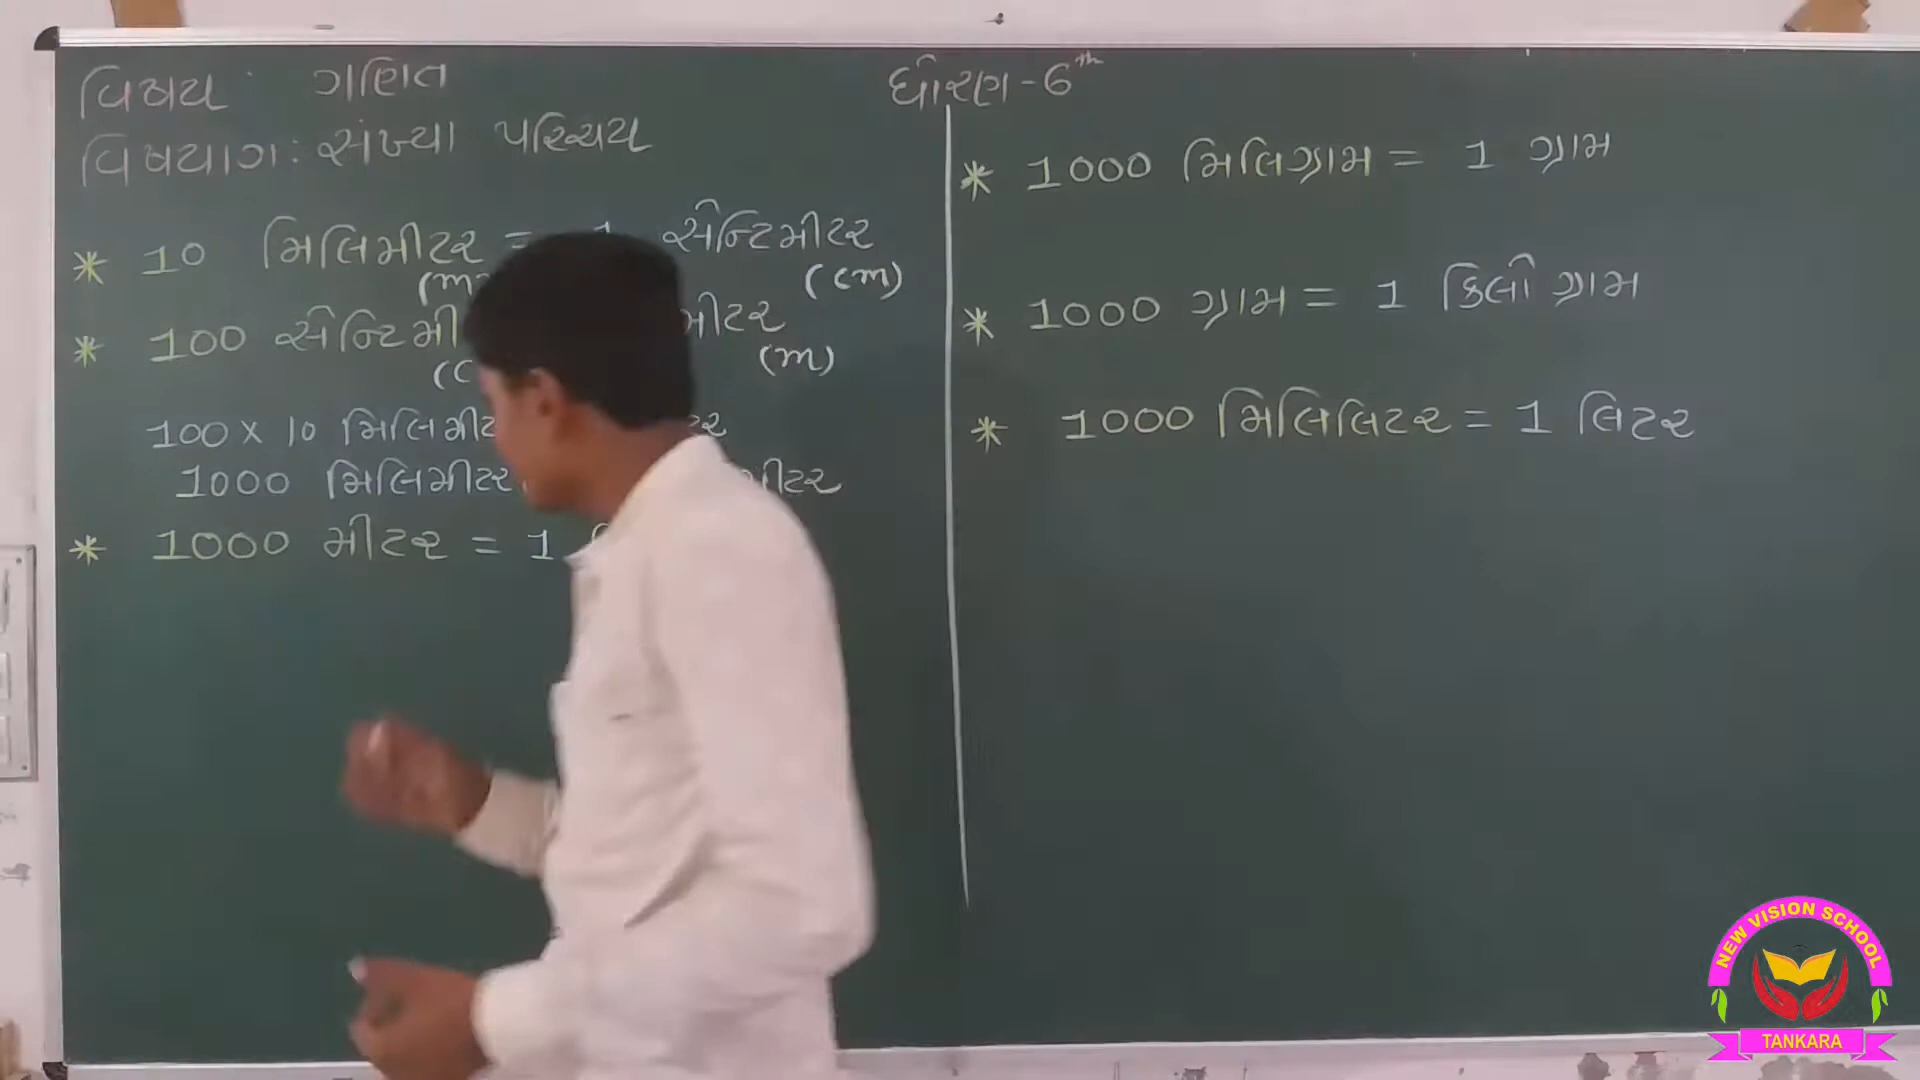 વિષય: ગણિત
ધોરણ-6th
વિષયાંગ: સંખ્યા પરિચય
* 10 મિલિમીટર = 1 સેન્ટિમીટર
(cm)
* 100 સેન્ટિમી મીટર
(m)
100 x 10 મિલિમીટ
1000 મિલિમીટર મીટર
* 1000 મીટર = 1
* 1000 મિલિગ્રામ = 1 ગ્રામ
* 1000 ગ્રામ = 1 કિલો ગ્રામ
* 1000 મિલિલિટર = 1 લિટર
NEW VISION SCHOOL
TANKARA